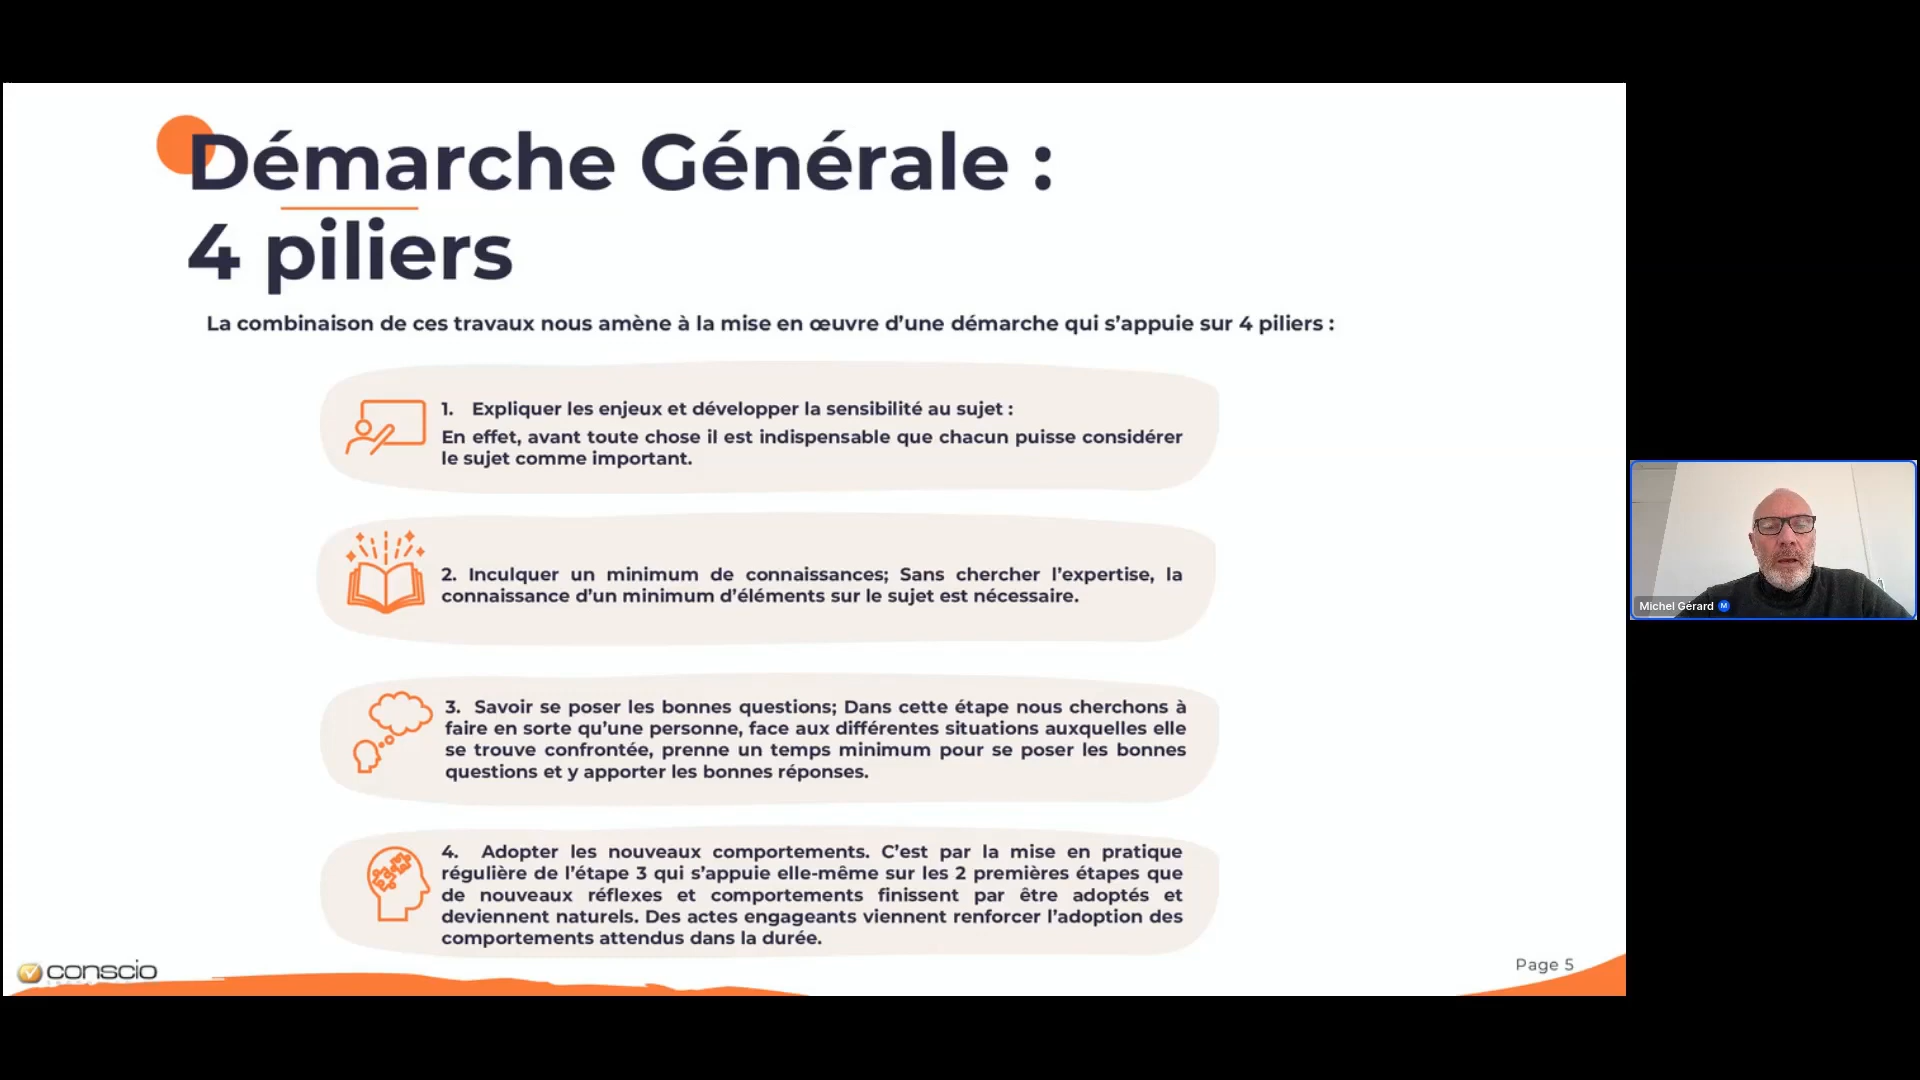 Démarche Générale :
4 piliers
La combinaison de ces travaux nous amène à la mise en œuvre d’une démarche qui s’appuie sur 4 piliers :
1. Expliquer les enjeux et développer la sensibilité au sujet :
En effet, avant toute chose il est indispensable que chacun puisse considérer
le sujet comme important.
2. Inculquer un minimum de connaissances; Sans chercher l’expertise, la
connaissance d’un minimum d’éléments sur le sujet est nécessaire.
3. Savoir se poser les bonnes questions; Dans cette étape nous cherchons à
faire en sorte qu’une personne, face aux différentes situations auxquelles elle
se trouve confrontée, prenne un temps minimum pour se poser les bonnes
questions et y apporter les bonnes réponses.
4. Adopter les nouveaux comportements. C’est par la mise en pratique
régulière de l’étape 3 qui s’appuie elle-même sur les 2 premières étapes que
de nouveaux réflexes et comportements finissent par être adoptés et
deviennent naturels. Des actes engageants viennent renforcer l’adoption des
comportements attendus dans la durée.
conscio
Page 5
Michel Gérard M